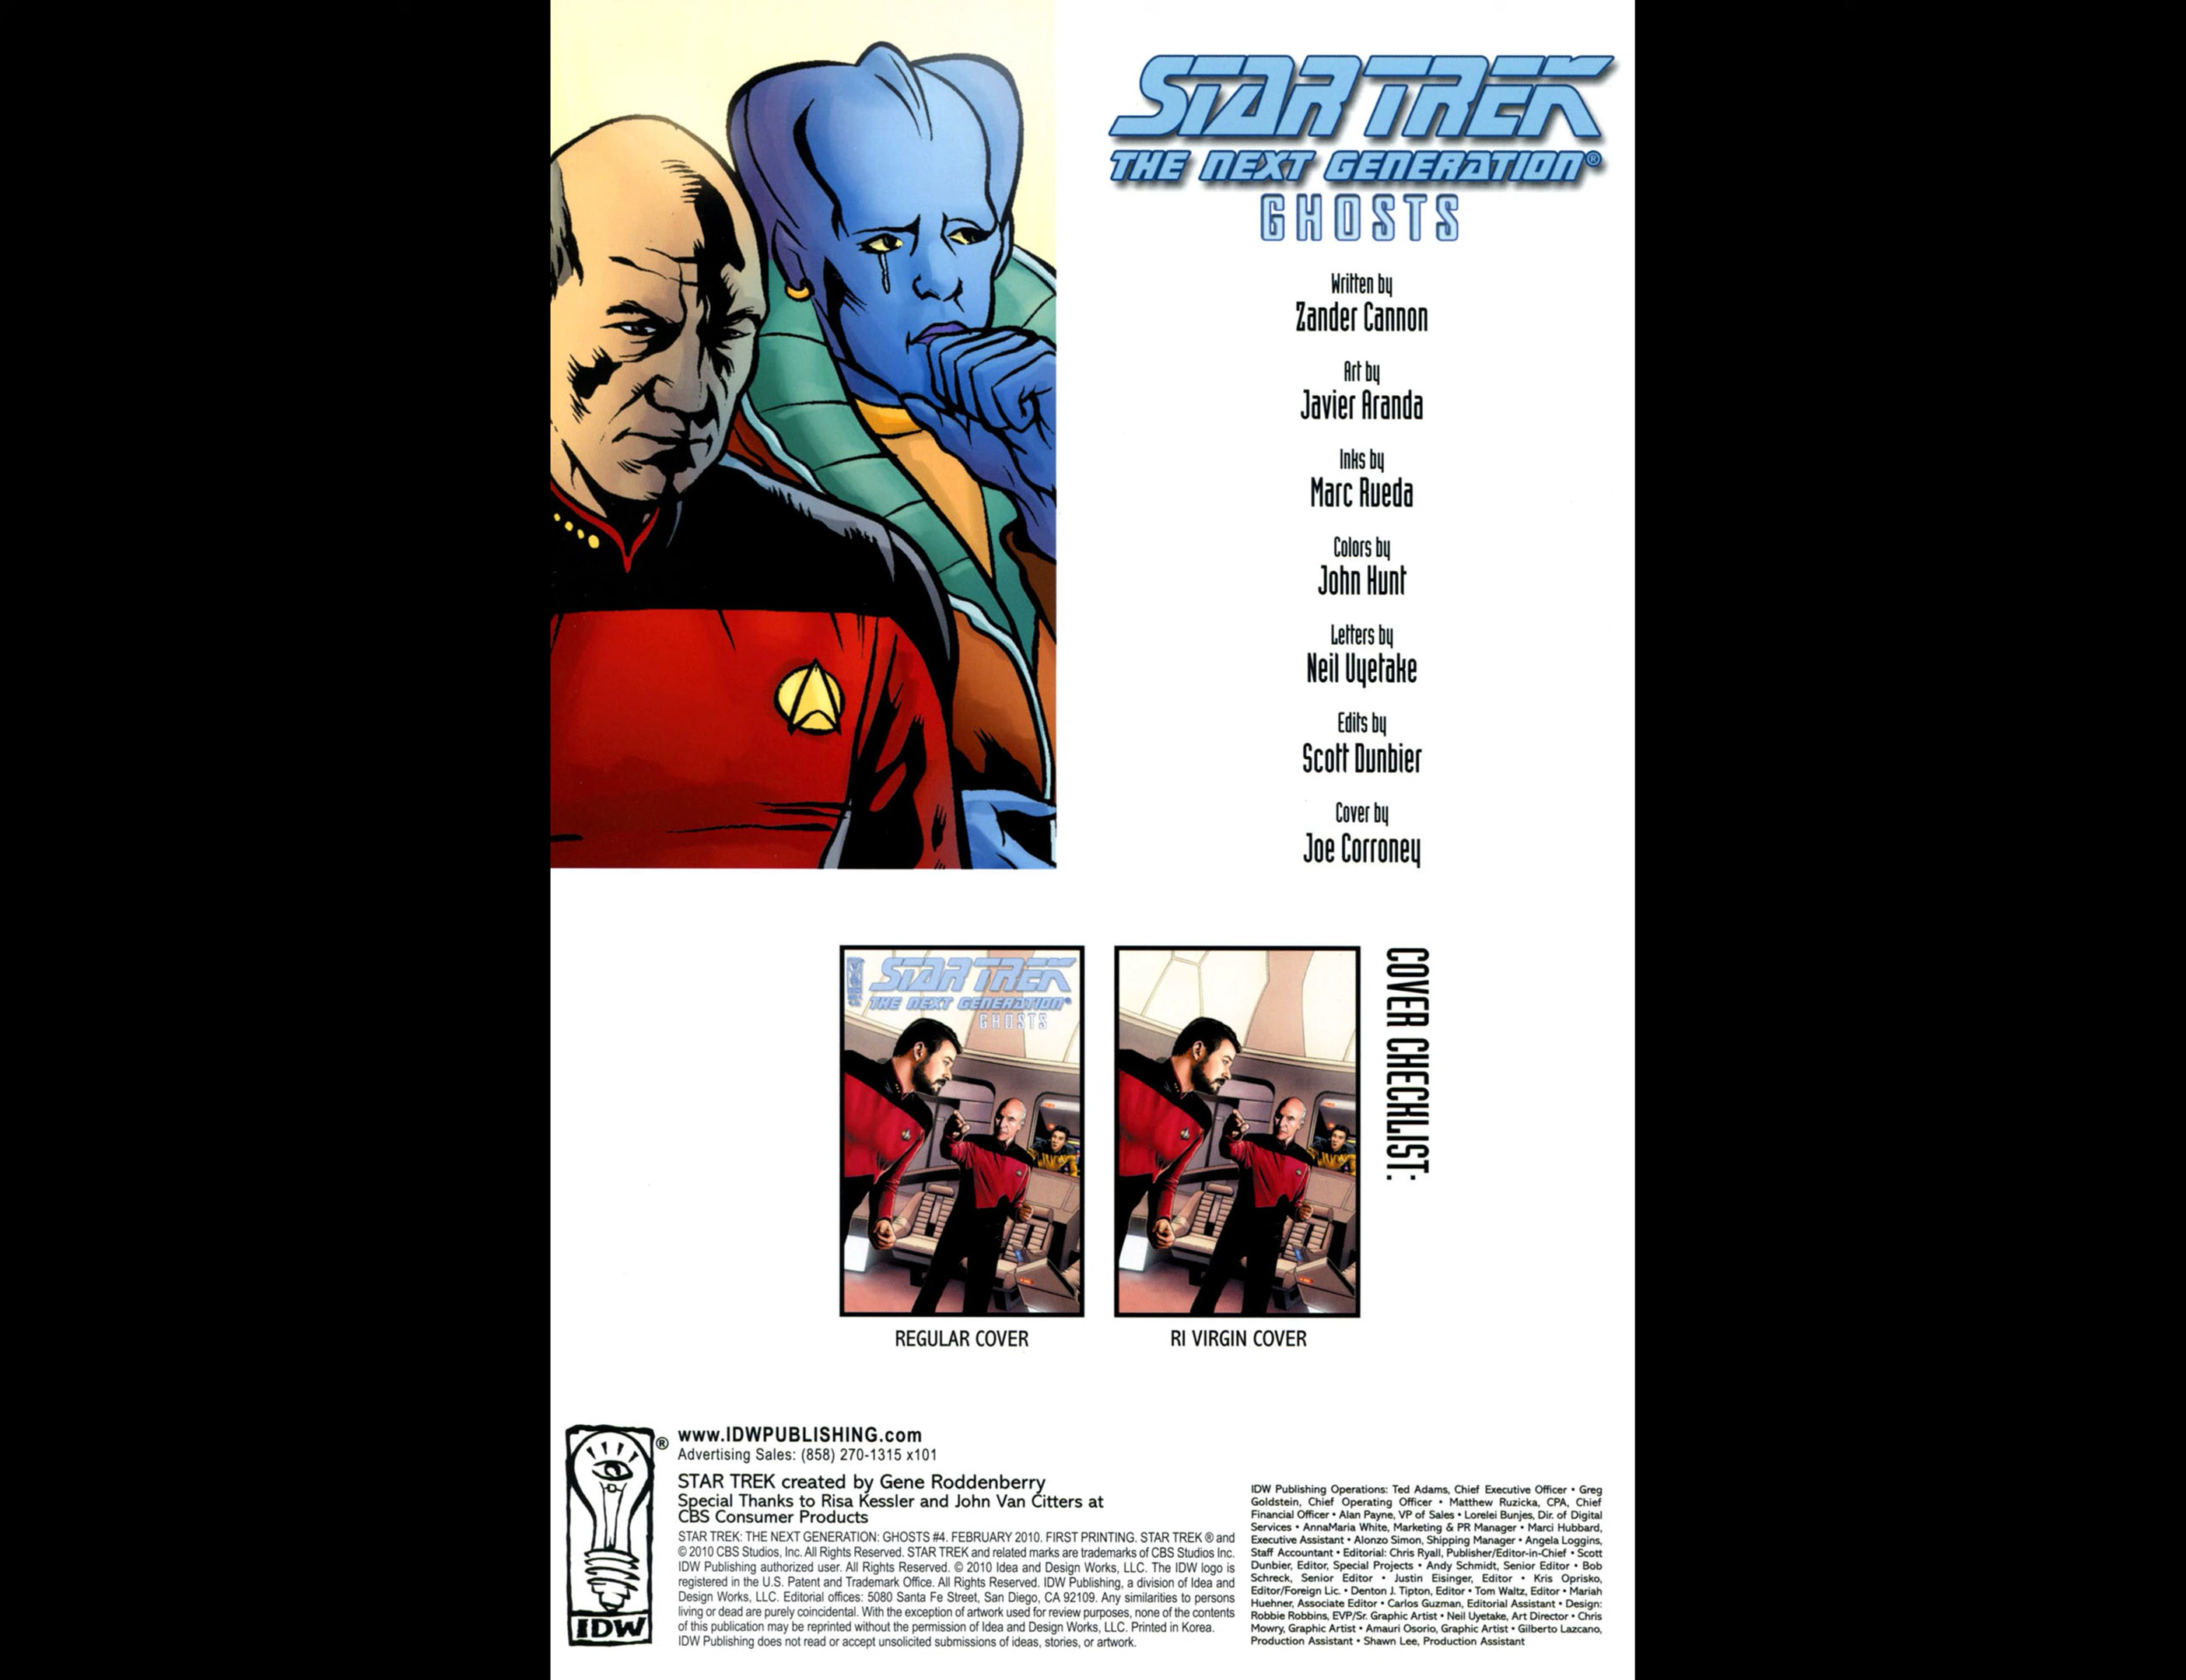 STAR TREK
THE NEXT GENERATION®
GHOSTS
Written by
Zander Cannon
Art by
Javier Aranda
Inks by
Marc Rueda
Colors by
John Hunt
Letters by
Neil Uyetake
Edits by
Scott Dunbier
Cover by
Joe Corroney
STAR TREK
THE NEXT GENERATION®
GHOSTS
COVER CHECKLIST:
REGULAR COVER
RI VIRGIN COVER
®
IDW
www.IDWPUBLISHING.com
Advertising Sales: (858) 270-1315 x101
STAR TREK created by Gene Roddenberry
Special Thanks to Risa Kessler and John Van Citters at
CBS Consumer Products
STAR TREK: THE NEXT GENERATION: GHOSTS #4. FEBRUARY 2010. FIRST PRINTING. STAR TREK ® and
© 2010 CBS Studios, Inc. All Rights Reserved. STAR TREK and related marks are trademarks of CBS Studios Inc.
IDW Publishing authorized user. All Rights Reserved. © 2010 Idea and Design Works, LLC. The IDW logo is
registered in the U.S. Patent and Trademark Office. All Rights Reserved. IDW Publishing, a division of Idea and
Design Works, LLC. Editorial offices: 5080 Santa Fe Street, San Diego, CA 92109. Any similarities to persons
living or dead are purely coincidental. With the exception of artwork used for review purposes, none of the contents
of this publication may be reprinted without the permission of Idea and Design Works, LLC. Printed in Korea.
IDW Publishing does not read or accept unsolicited submissions of ideas, stories, or artwork.
IDW Publishing Operations: Ted Adams, Chief Executive Officer • Greg
Goldstein, Chief Operating Officer • Matthew Ruzicka, CPA, Chief
Financial Officer • Alan Payne, VP of Sales • Lorelei Bunjes, Dir. of Digital
Services • AnnaMaria White, Marketing & PR Manager • Marci Hubbard,
Executive Assistant • Alonzo Simon, Shipping Manager • Angela Loggins,
Staff Accountant • Editorial: Chris Ryall, Publisher/Editor-in-Chief • Scott
Dunbier, Editor, Special Projects • Andy Schmidt, Senior Editor • Bob
Schreck, Senior Editor • Justin Eisinger, Editor • Kris Oprisko,
Editor/Foreign Lic. • Denton J. Tipton, Editor • Tom Waltz, Editor • Mariah
Huehner, Associate Editor • Carlos Guzman, Editorial Assistant • Design:
Robbie Robbins, EVP/Sr. Graphic Artist • Neil Uyetake, Art Director • Chris
Mowry, Graphic Artist • Amauri Osorio, Graphic Artist • Gilberto Lazcano,
Production Assistant • Shawn Lee, Production Assistant